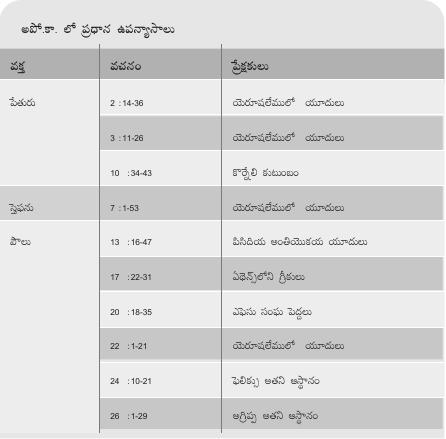 అపో.కా. లో ప్రధాన ఉపన్యాసాలు
వక్త వచనం ప్రేక్షకులు
పేతురు 2 :14-36 యెరూషలేములో యూదులు
3 :11-26 యెరూషలేములో యూదులు
10 :34-43 కొర్నేలి కుటుంబం
స్తెఫను 7 :1-53 యెరూషలేములో యూదులు
పౌలు 13 :16-47 పిసిదియ అంతియొకయ యూదులు
17 :22-31 ఏథెన్స్‌లోని గ్రీకులు
20 :18-35 ఎఫెసు సంఘ పెద్దలు
22 :1-21 యెరూషలేములో యూదులు
24 :10-21 ఫెలిక్సు అతని ఆస్థానం
26 :1-29 అగ్రిప్ప అతని ఆస్థానం